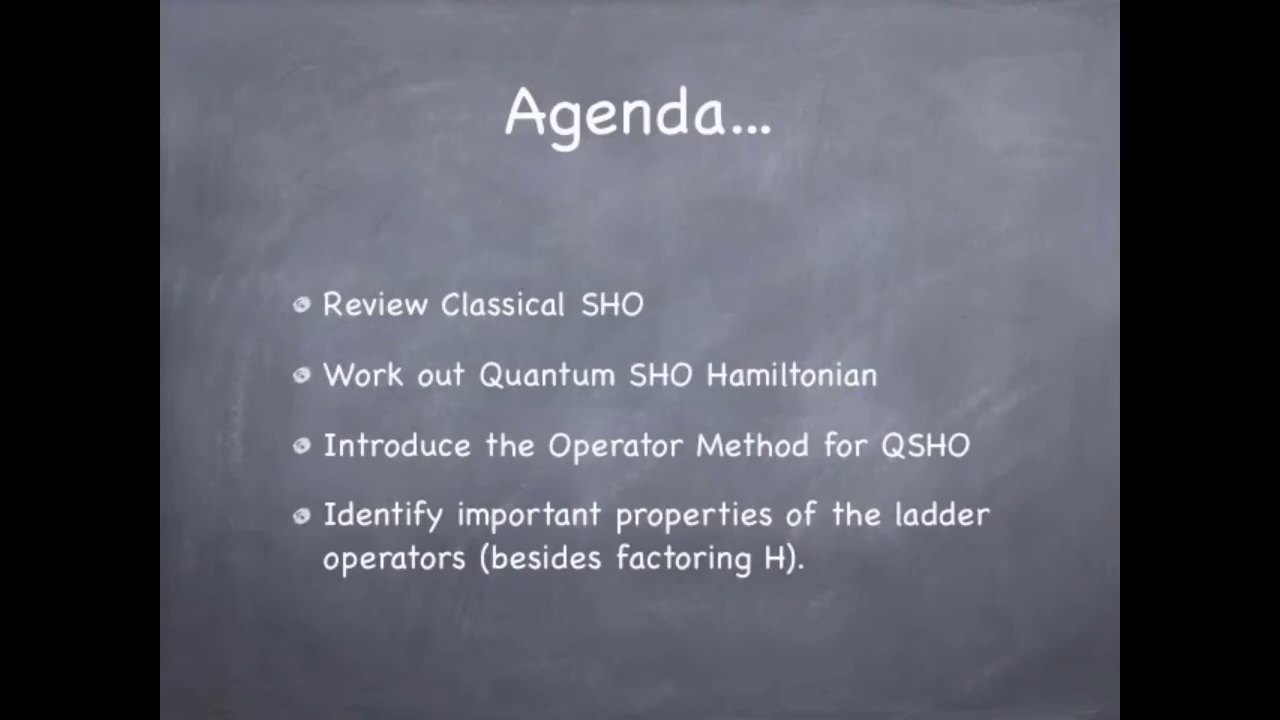 Agenda...
Review Classical SHO
Work out Quantum SHO Hamiltonian
Introduce the Operator Method for QSHO
Identify important properties of the ladder
operators (besides factoring H).